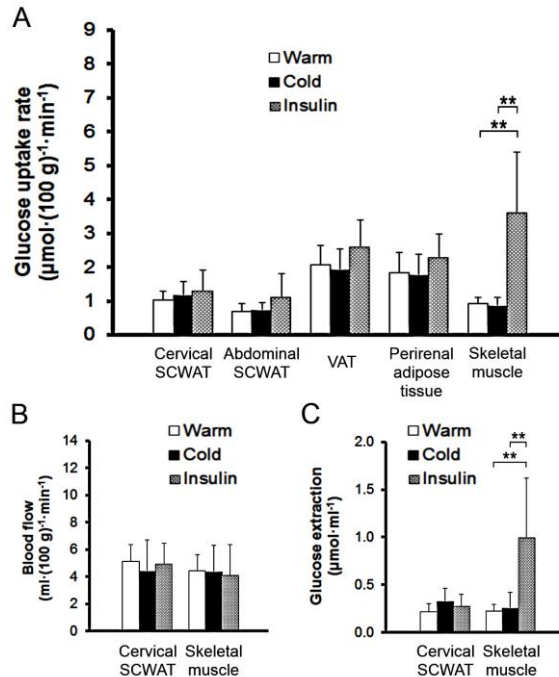 A
Glucose uptake rate
(µmol·(100 g)⁻¹·min⁻¹)
9
8
7
6
5
4
3
2
1
0
Warm
Cold
Insulin
**
**
Cervical
SCWAT
Abdominal
SCWAT
VAT
Perirenal
adipose
tissue
Skeletal
muscle
B
Blood flow
(ml·(100 g)⁻¹·min⁻¹)
14
12
10
8
6
4
2
0
Warm
Cold
Insulin
Cervical
SCWAT
Skeletal
muscle
C
Glucose extraction
(µmol·ml⁻¹)
2.0
1.5
1.0
0.5
0.0
Warm
Cold
Insulin
**
**
Cervical
SCWAT
Skeletal
muscle